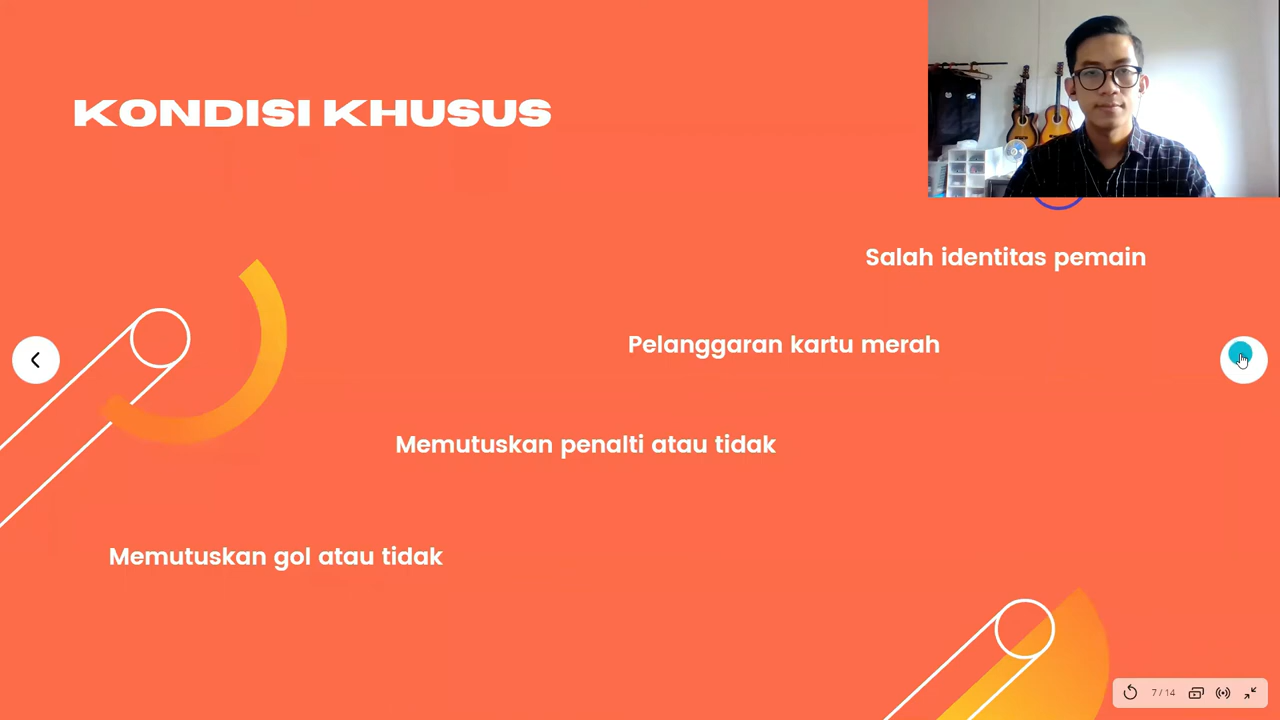 KONDISI KHUSUS
Salah identitas pemain
Pelanggaran kartu merah
Memutuskan penalti atau tidak
Memutuskan gol atau tidak
7 / 14